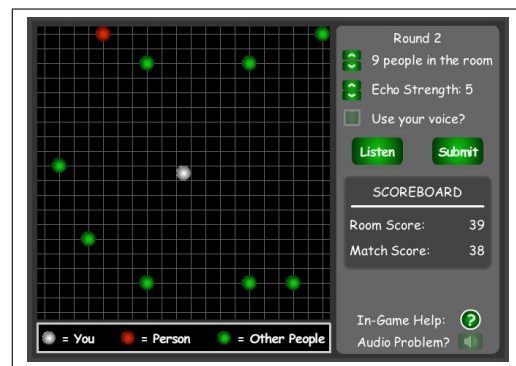 Round 2
9 people in the room
Echo Strength: 5
Use your voice?
Listen Submit
SCOREBOARD
Room Score: 39
Match Score: 38
In-Game Help: ?
Audio Problem?
= You = Person = Other People